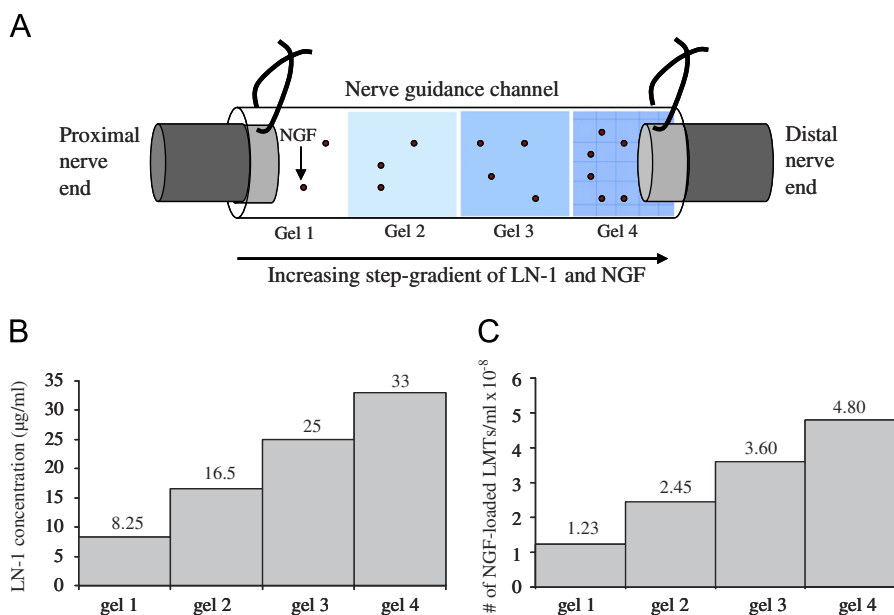 A
Nerve guidance channel
Proximal
nerve
end
NGF
Distal
nerve
end
Gel 1
Gel 2
Gel 3
Gel 4
Increasing step-gradient of LN-1 and NGF
B
LN-1 concentration (µg/ml)
35
30
25
20
15
10
5
0
8.25
16.5
25
33
gel 1
gel 2
gel 3
gel 4
C
# of NGF-loaded LMTs/ml x10⁻⁸
6
5
4
3
2
1
0
1.23
2.45
3.60
4.80
gel 1
gel 2
gel 3
gel 4